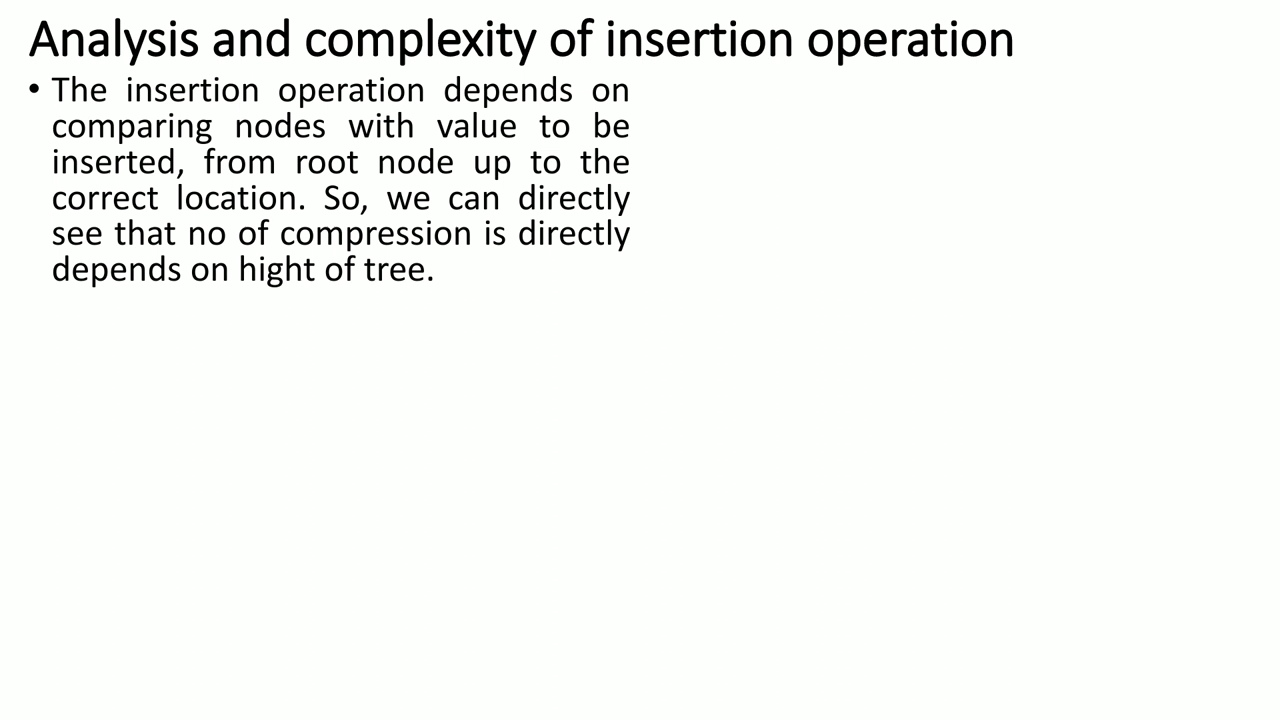 Analysis and complexity of insertion operation
• The insertion operation depends on
comparing nodes with value to be
inserted, from root node up to the
correct location. So, we can directly
see that no of compression is directly
depends on hight of tree.